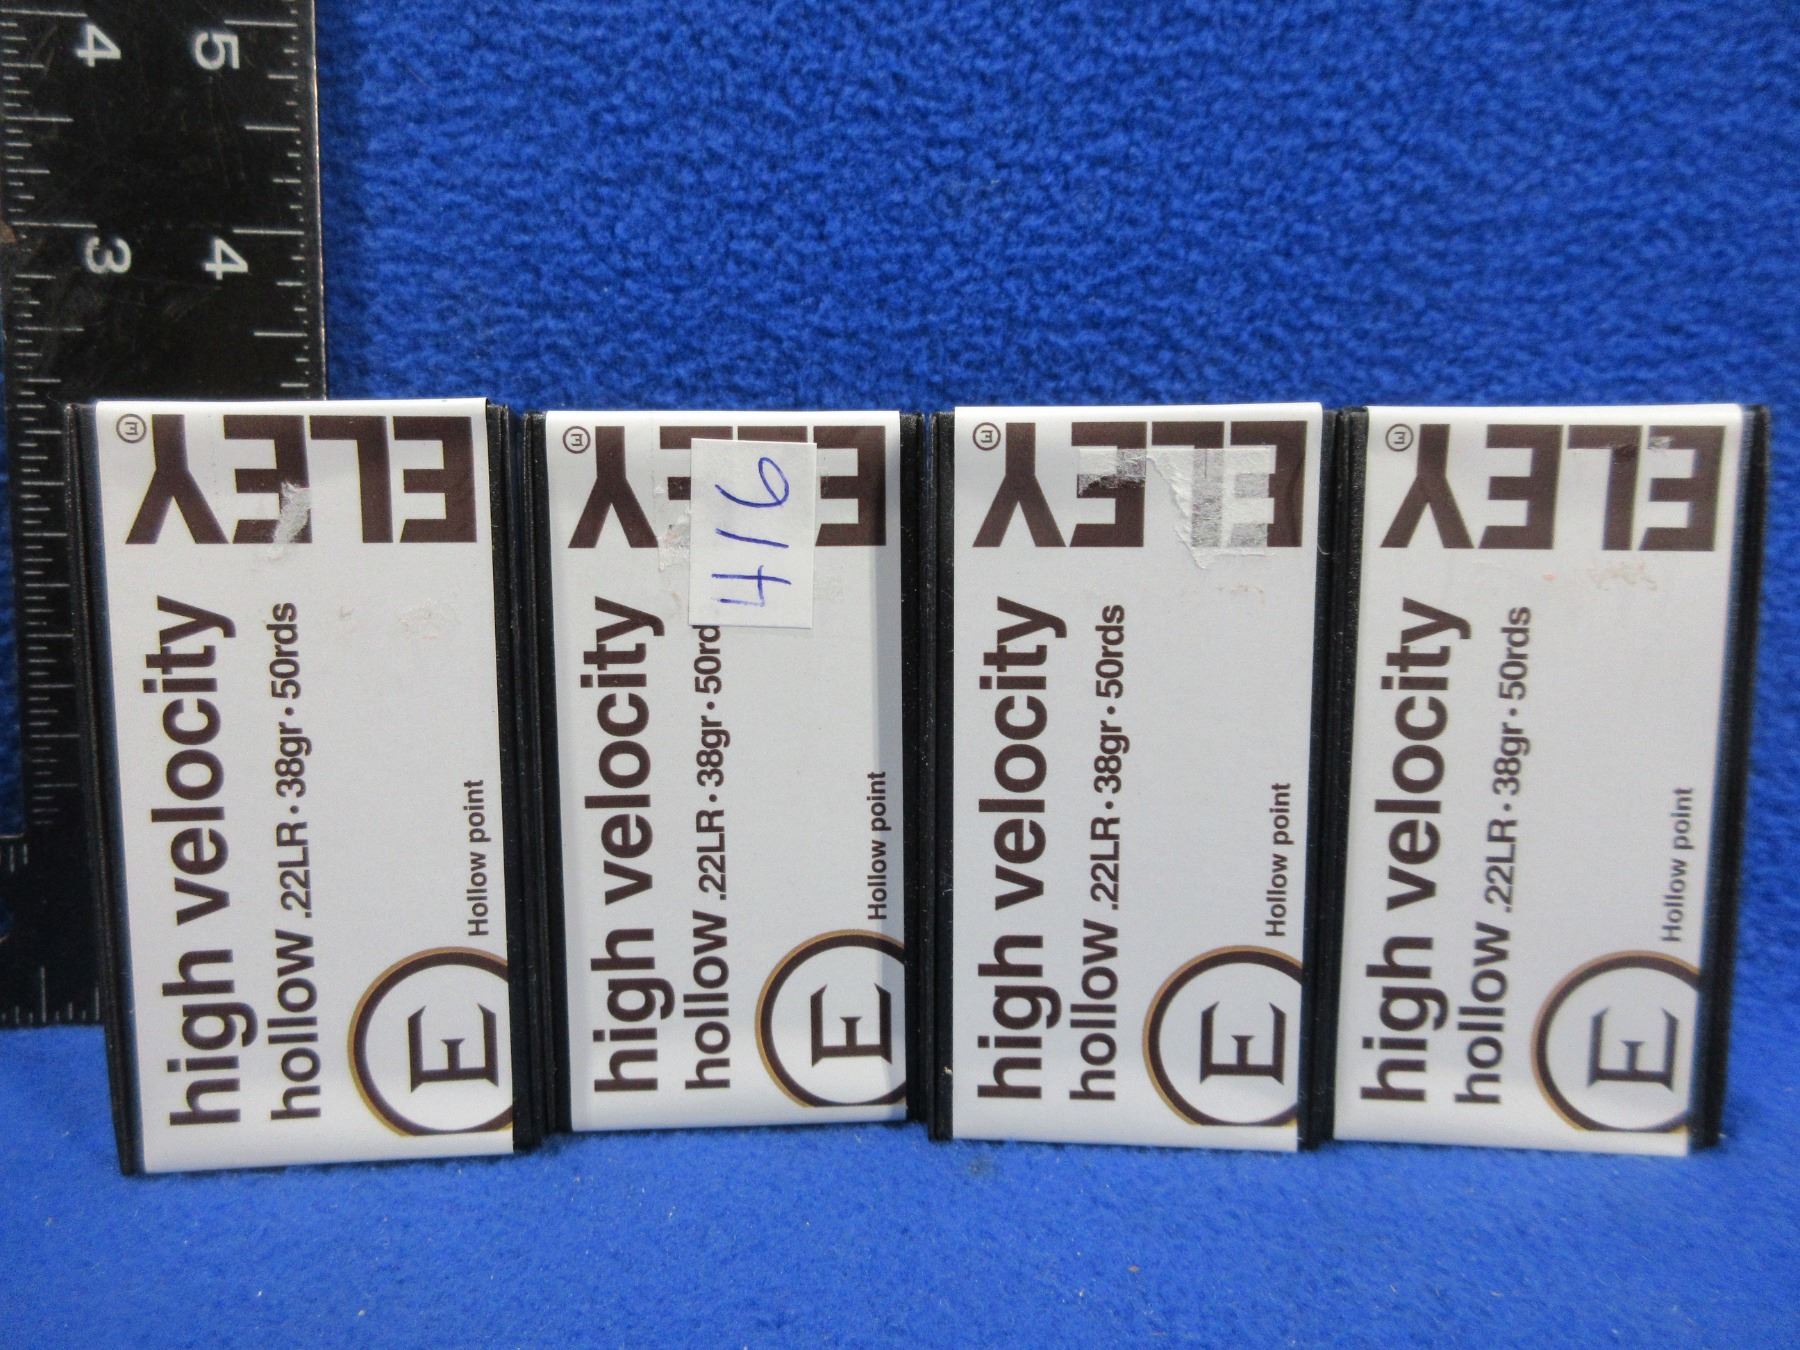 ELEY
high velocity
hollow .22LR • 38gr • 50rds
Hollow point
E
ELEY
416
high velocity
hollow .22LR • 38gr • 50rd
Hollow point
E
ELEY
high velocity
hollow .22LR • 38gr • 50rds
Hollow point
E
ELEY
high velocity
hollow .22LR • 38gr • 50rds
Hollow point
E
4 5
3 4